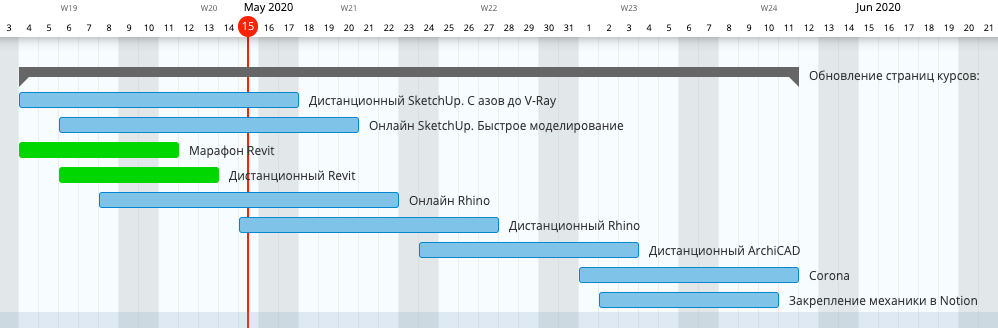 W19 W20 May 2020 W21 W22 W23 W24 Jun 2020
3 4 5 6 7 8 9 10 11 12 13 14 15 16 17 18 19 20 21 22 23 24 25 26 27 28 29 30 31 1 2 3 4 5 6 7 8 9 10 11 12 13 14 15 16 17 18 19 20 21
Обновление страниц курсов:
Дистанционный SketchUp. С азов до V-Ray
Онлайн SketchUp. Быстрое моделирование
Марафон Revit
Дистанционный Revit
Онлайн Rhino
Дистанционный Rhino
Дистанционный ArchiCAD
Corona
Закрепление механики в Notion